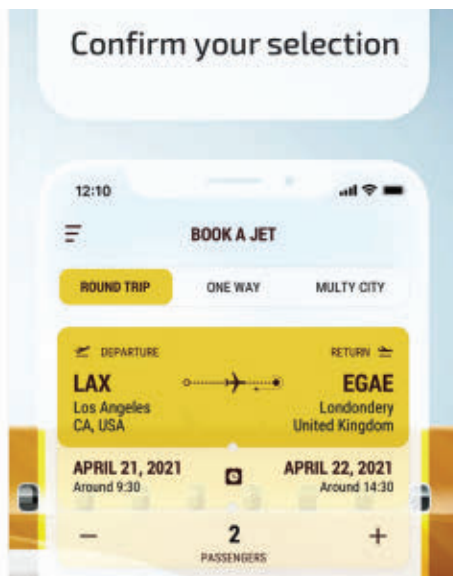 Confirm your selection
12:10
BOOK A JET
ROUND TRIP ONE WAY MULTY CITY
DEPARTURE RETURN
LAX EGAE
Los Angeles Londondery
CA, USA United Kingdom
APRIL 21, 2021 APRIL 22, 2021
Around 9:30 Around 14:30
− 2 +
PASSENGERS